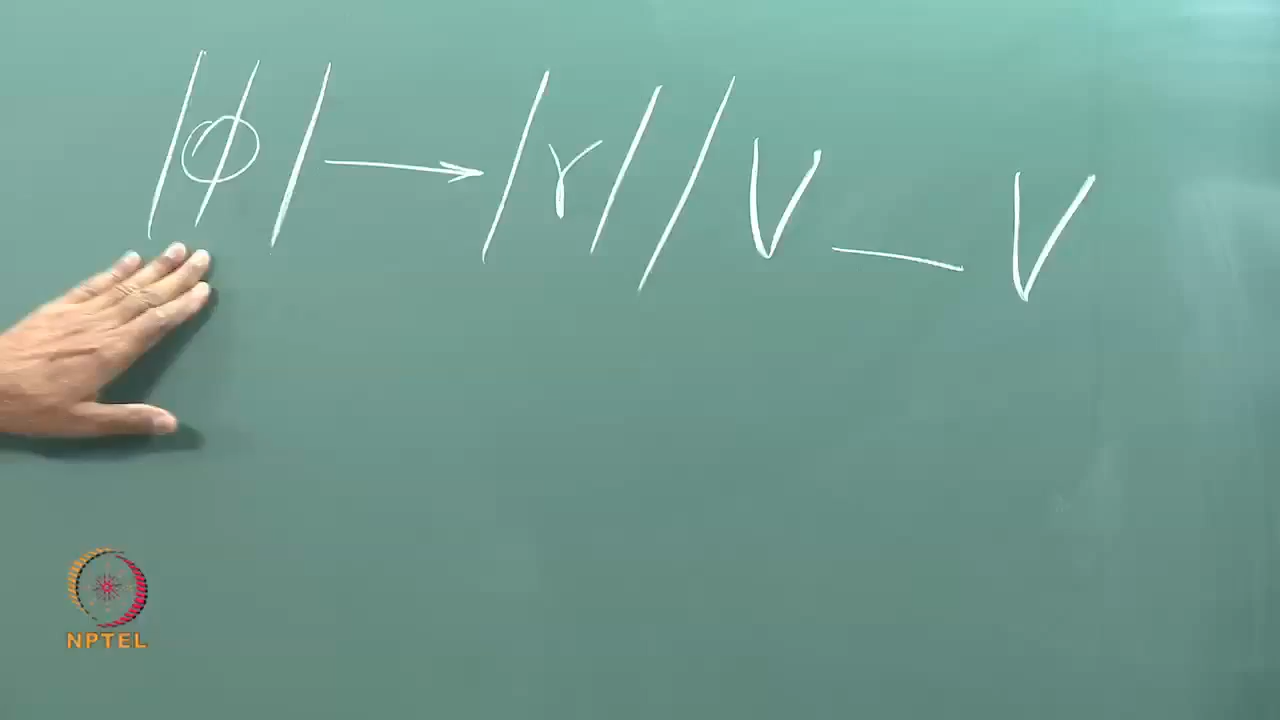 |ϕ| → |r| / V _ V
NPTEL